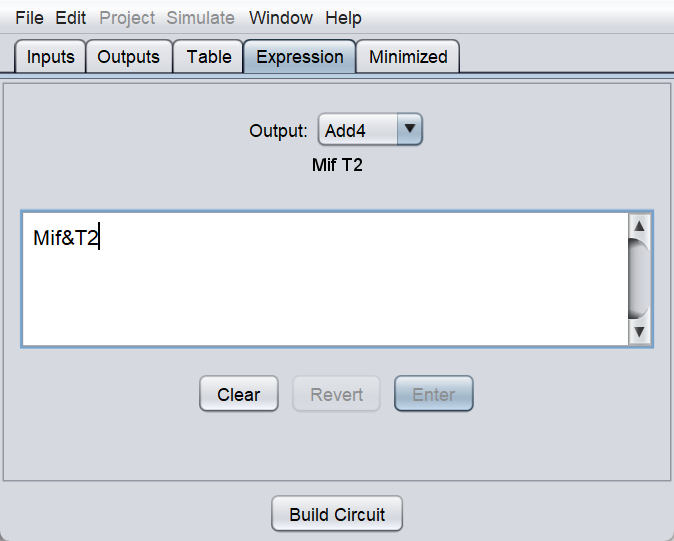 File Edit Project Simulate Window Help
Inputs Outputs Table Expression Minimized
Output: Add4
Mif T2
Mif&T2
Clear Revert Enter
Build Circuit